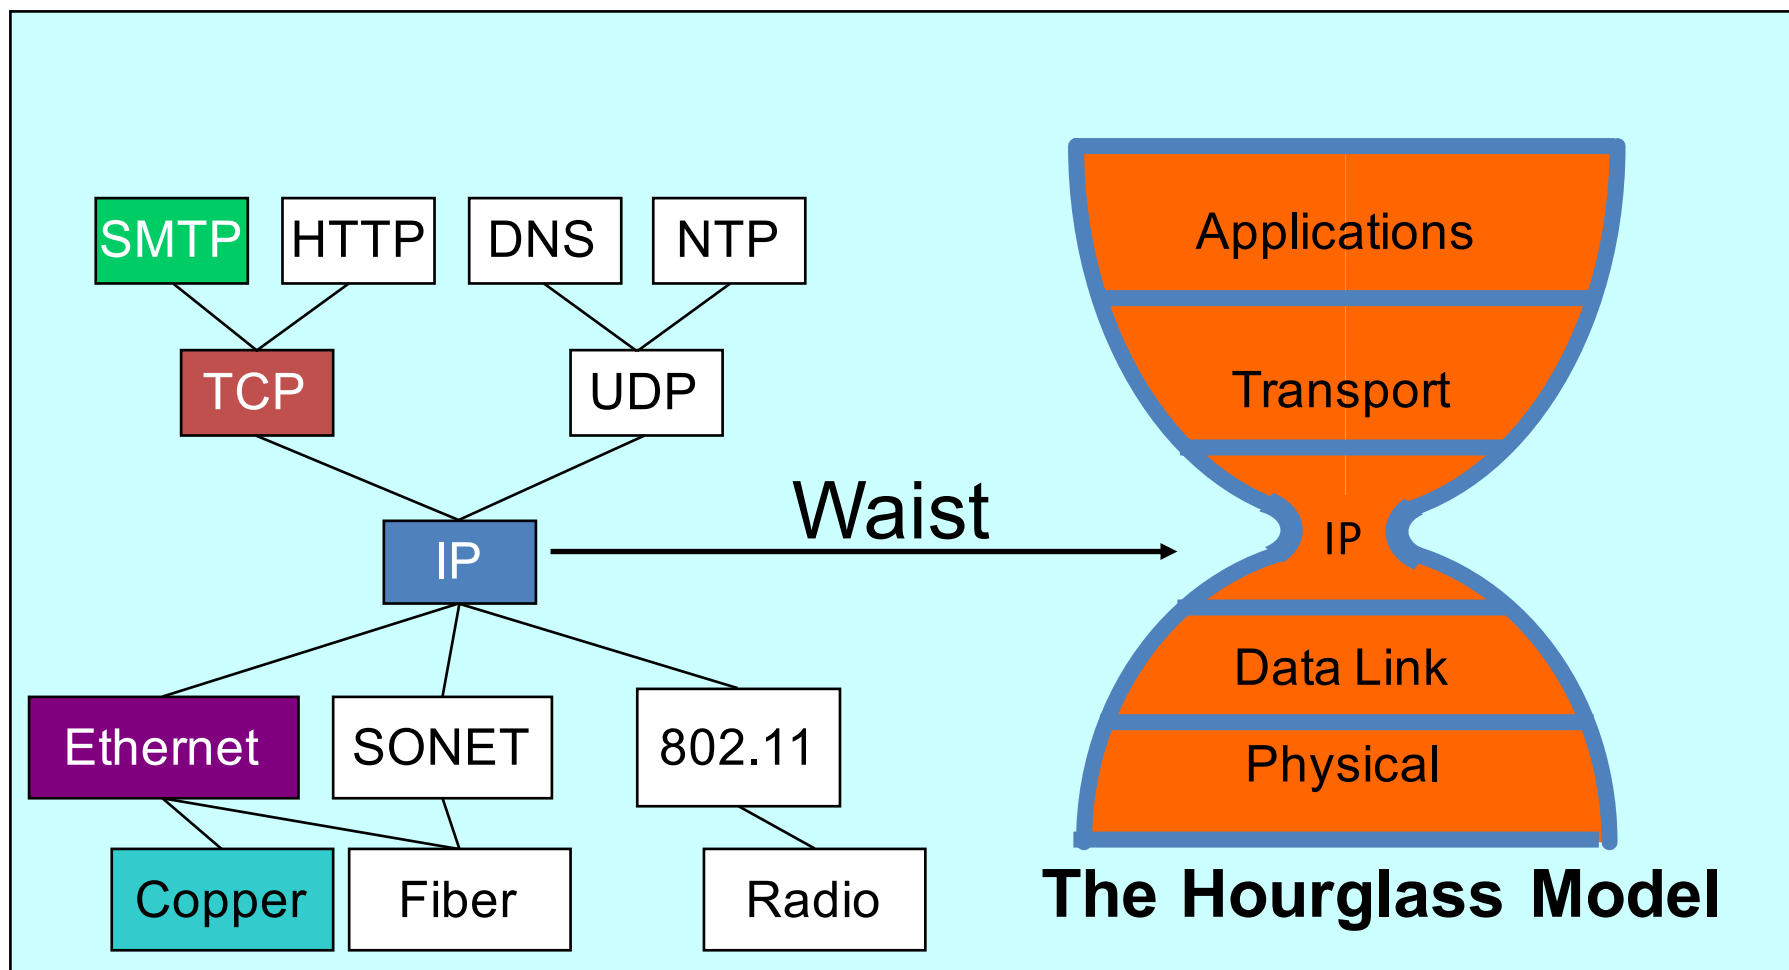 SMTP HTTP DNS NTP
TCP UDP
IP
Waist
Ethernet SONET 802.11
Copper Fiber Radio
Applications
Transport
IP
Data Link
Physical
The Hourglass Model